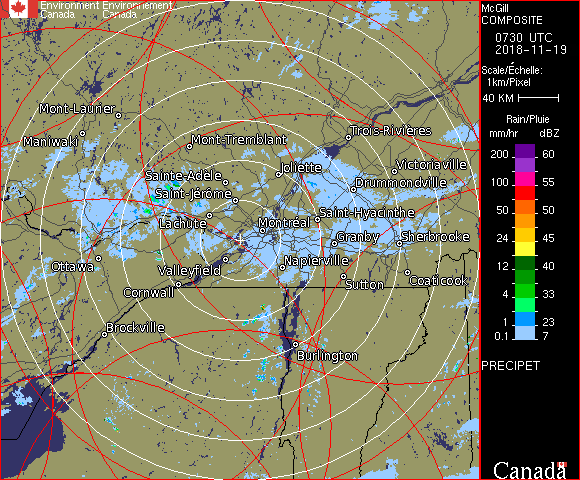 Environment Environnement
Canada Canada
McGill
COMPOSITE
0730 UTC
2018-11-19
Scale/Échelle:
1km/Pixel
40 KM
Rain/Pluie
mm/hr dBZ
200 60
100 55
50 50
24 45
12 40
4 33
1 23
0.1 7
PRECIPET
Canada
Mont-Laurier
Maniwaki
Mont-Tremblant
Trois-Rivières
Joliette
Victoriaville
Sainte-Adèle
Drummondville
Saint-Jérôme
Saint-Hyacinthe
Lachute
Montréal
Granby
Sherbrooke
Ottawa
Valleyfield
Napierville
Cornwall
Sutton
Coaticook
Brockville
Burlington